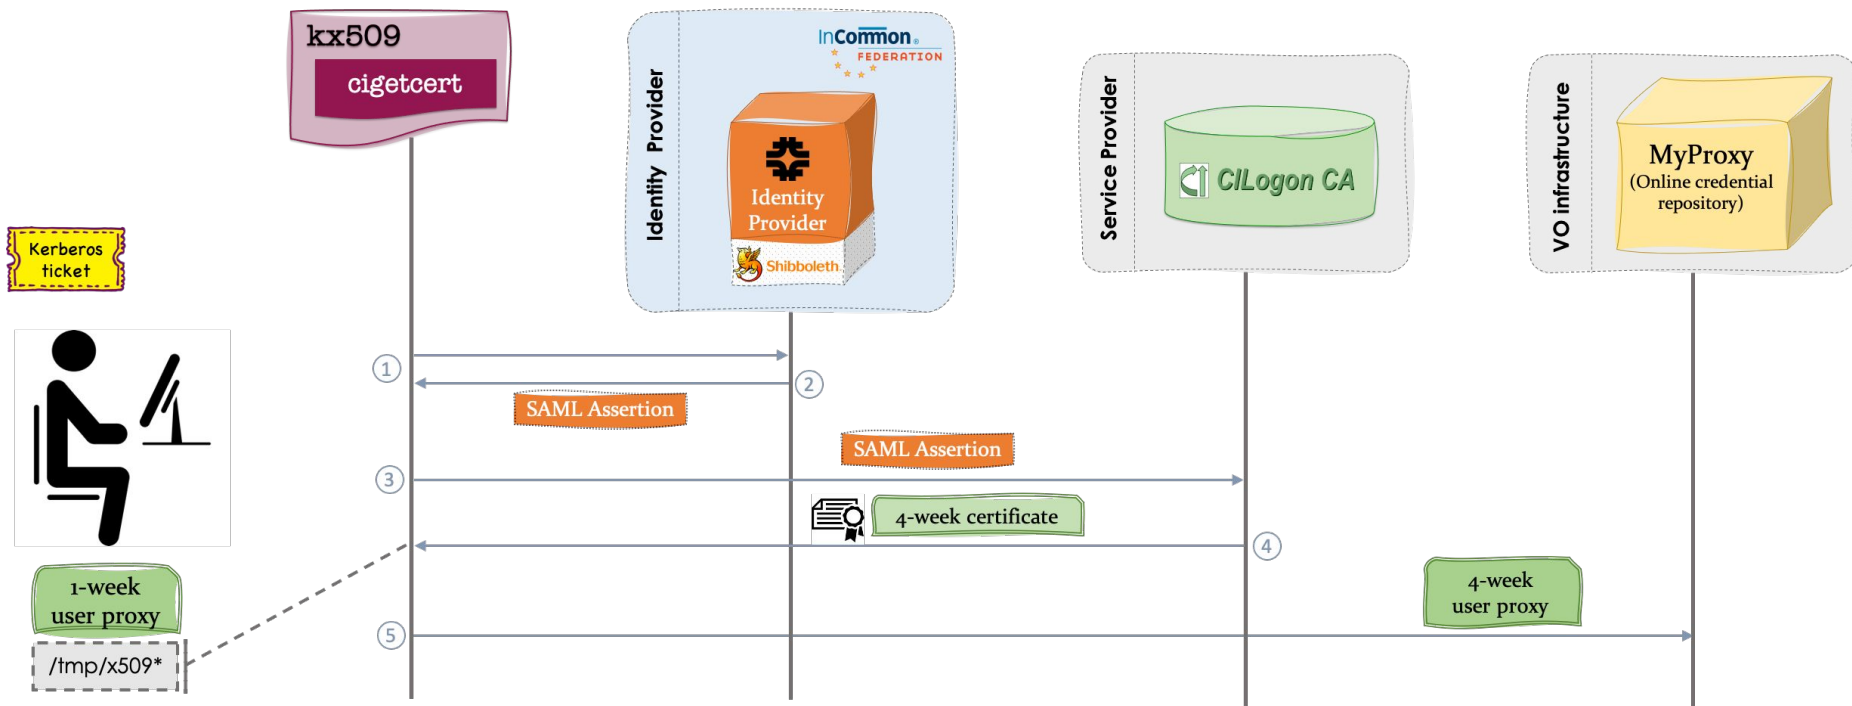 kx509
cigetcert
Identity Provider
InCommon®
FEDERATION
Identity
Provider
Shibboleth
Service Provider
CILogon CA
VO infrastructure
MyProxy
(Online credential
repository)
Kerberos
ticket
1
2
SAML Assertion
SAML Assertion
3
4-week certificate
4
1-week
user proxy
4-week
user proxy
5
/tmp/x509*